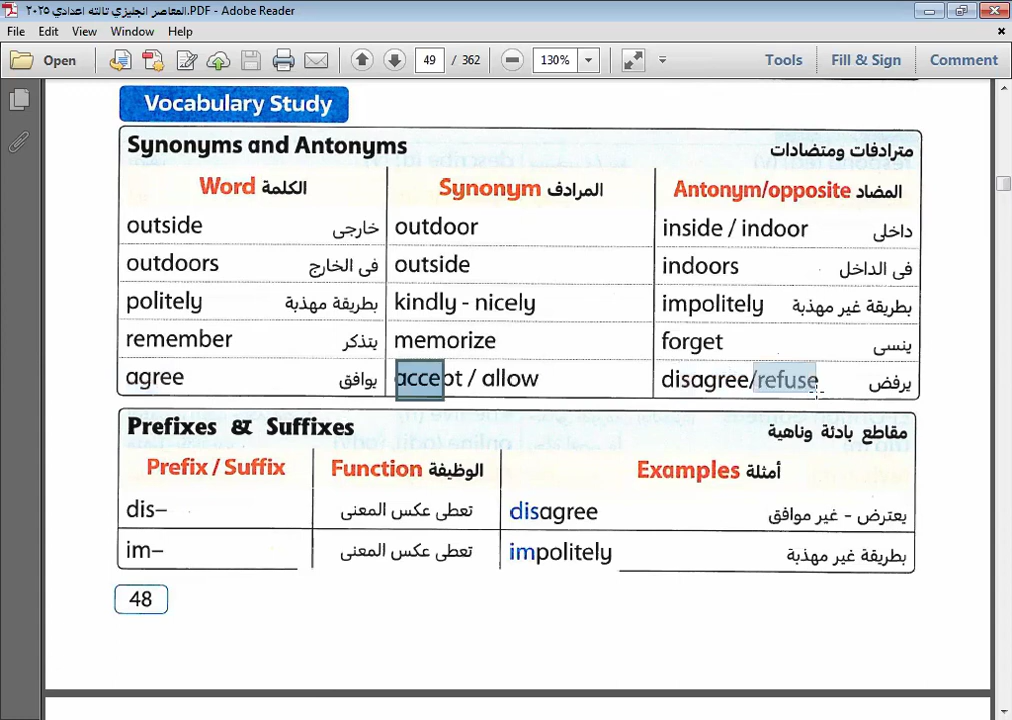 المعاصر انجليزي تالته اعدادي ٢٠٢٥.PDF - Adobe Reader
File Edit View Window Help
Open 49 / 362 130% Tools Fill & Sign Comment
Vocabulary Study
Synonyms and Antonyms مترادفات ومتضادات
Word الكلمة Synonym المرادف Antonym/opposite المضاد
outside خارجى outdoor inside / indoor داخلى
outdoors فى الخارج outside indoors فى الداخل
politely بطريقة مهذبة kindly - nicely impolitely بطريقة غير مهذبة
remember يتذكر memorize forget ينسى
agree يوافق accept / allow disagree/refuse يرفض
Prefixes & Suffixes مقاطع بادئة وناهية
Prefix / Suffix Function الوظيفة Examples أمثلة
dis– تعطى عكس المعنى disagree يعترض - غير موافق
im– تعطى عكس المعنى impolitely بطريقة غير مهذبة
48